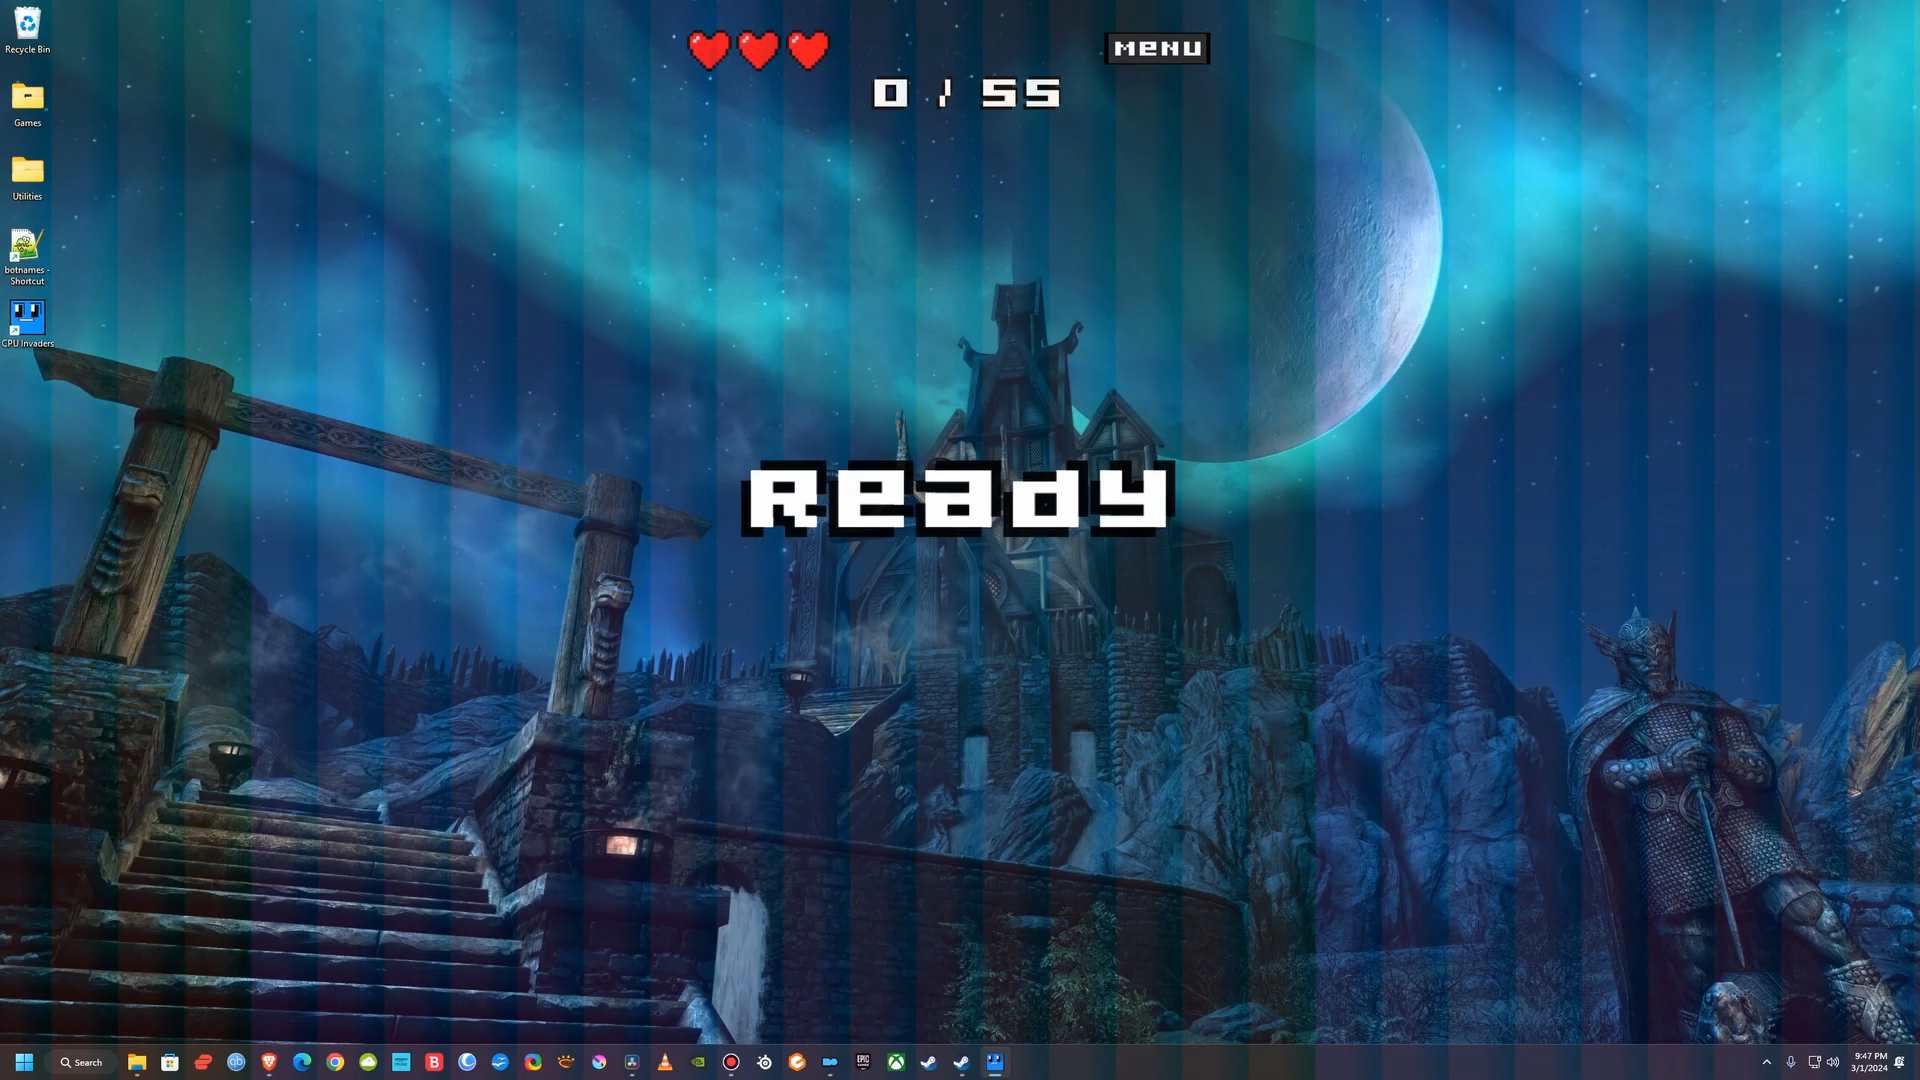 Recycle Bin
Games
Utilities
botnames -
Shortcut
CPU Invaders
MENU
0 / 55
Ready
Search
9:47 PM
3/1/2024